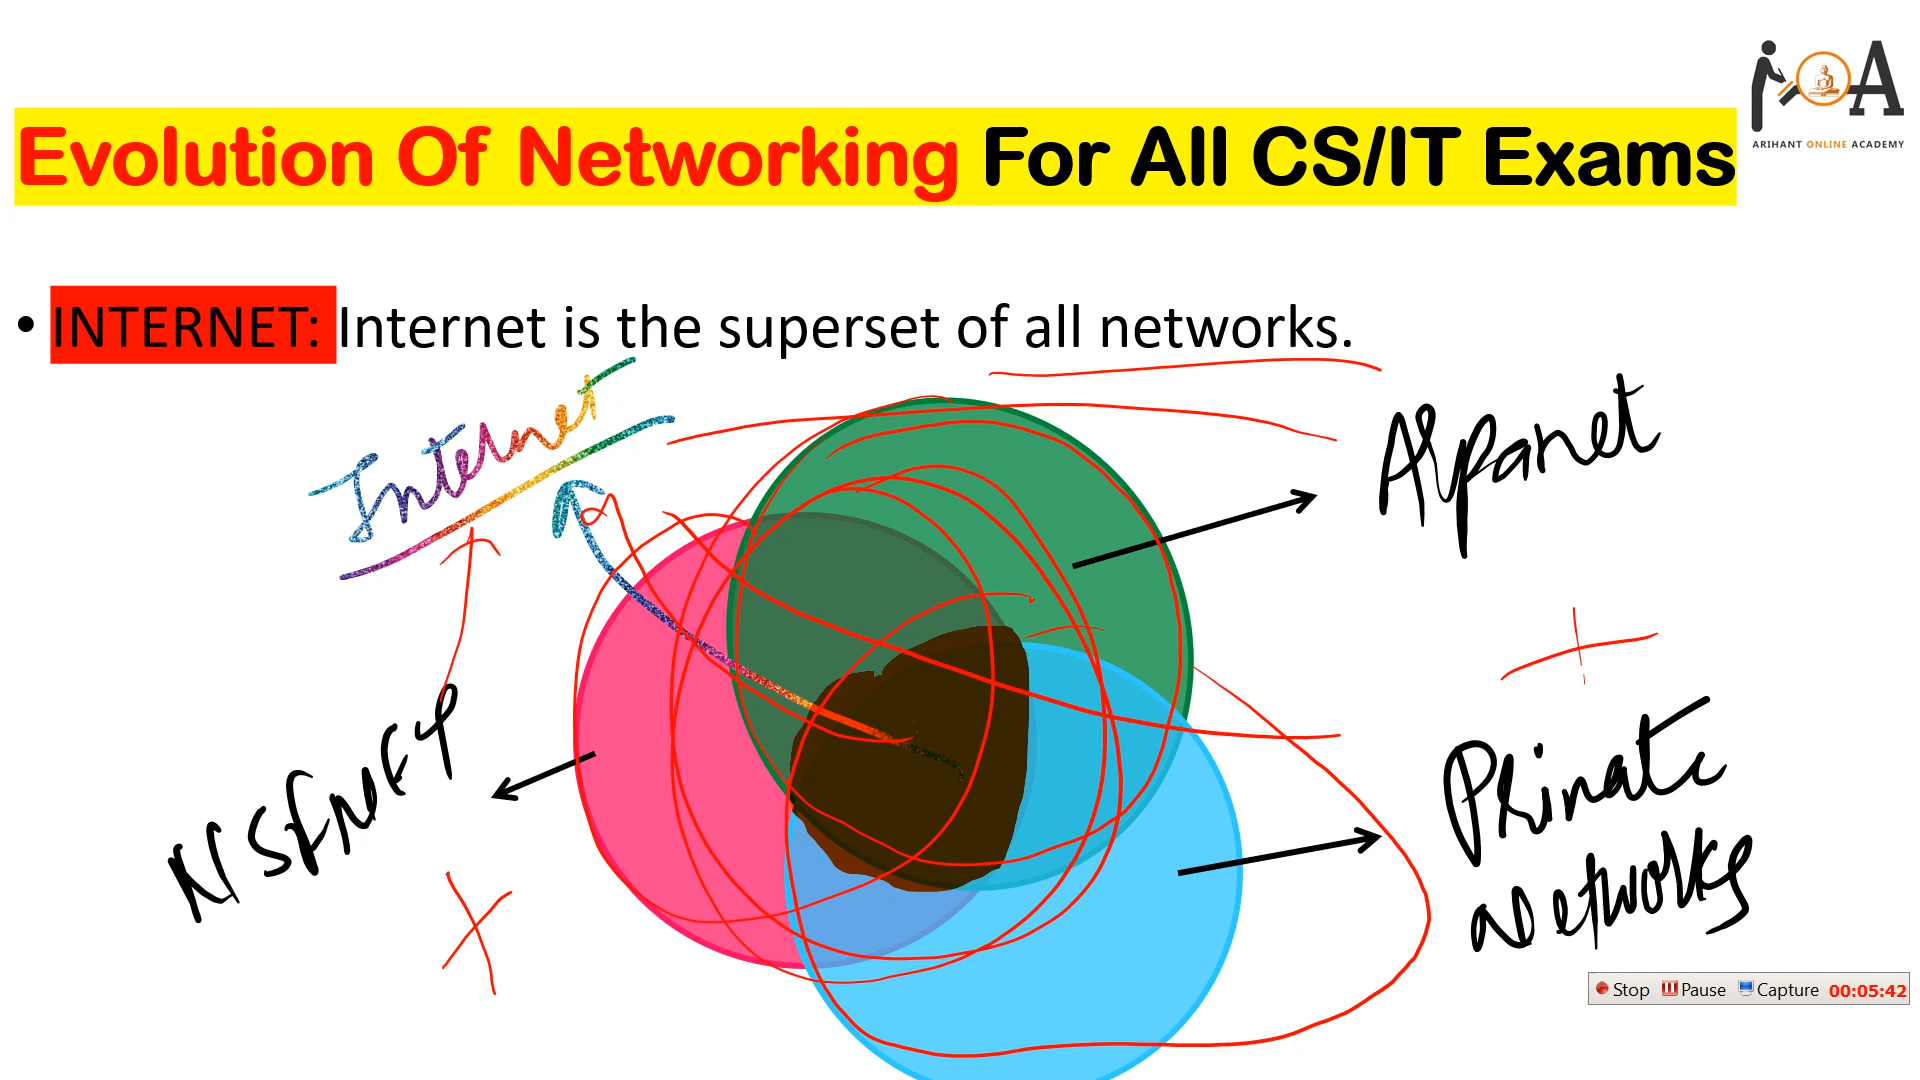 ARIHANT ONLINE ACADEMY
Evolution Of Networking For All CS/IT Exams
• INTERNET: Internet is the superset of all networks.
Internet
Arpanet
NSFNET
Private
Networks
Stop Pause Capture 00:05:42